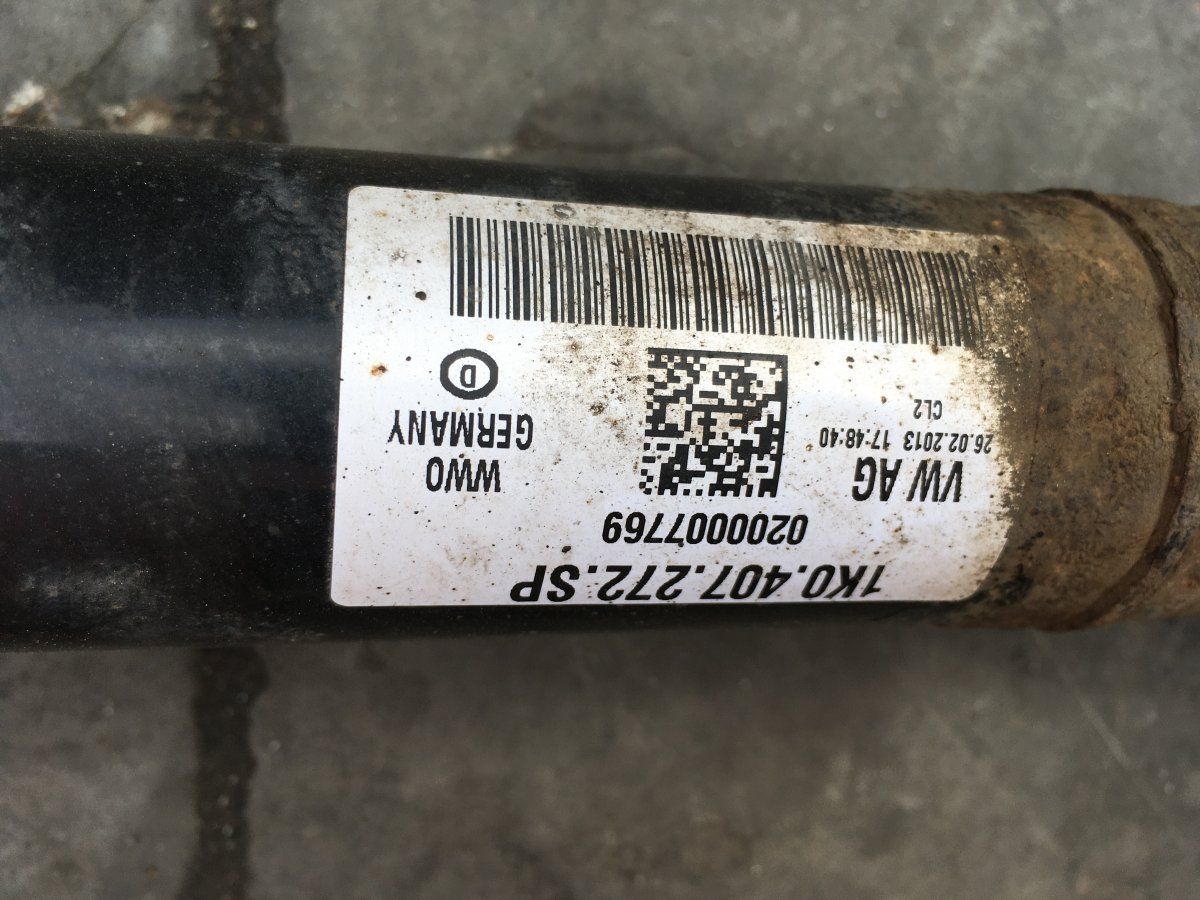 1K0.407.272.SP
0200007769
VW AG
26.02.2013 17:48:40
CL2
WWO
GERMANY
D